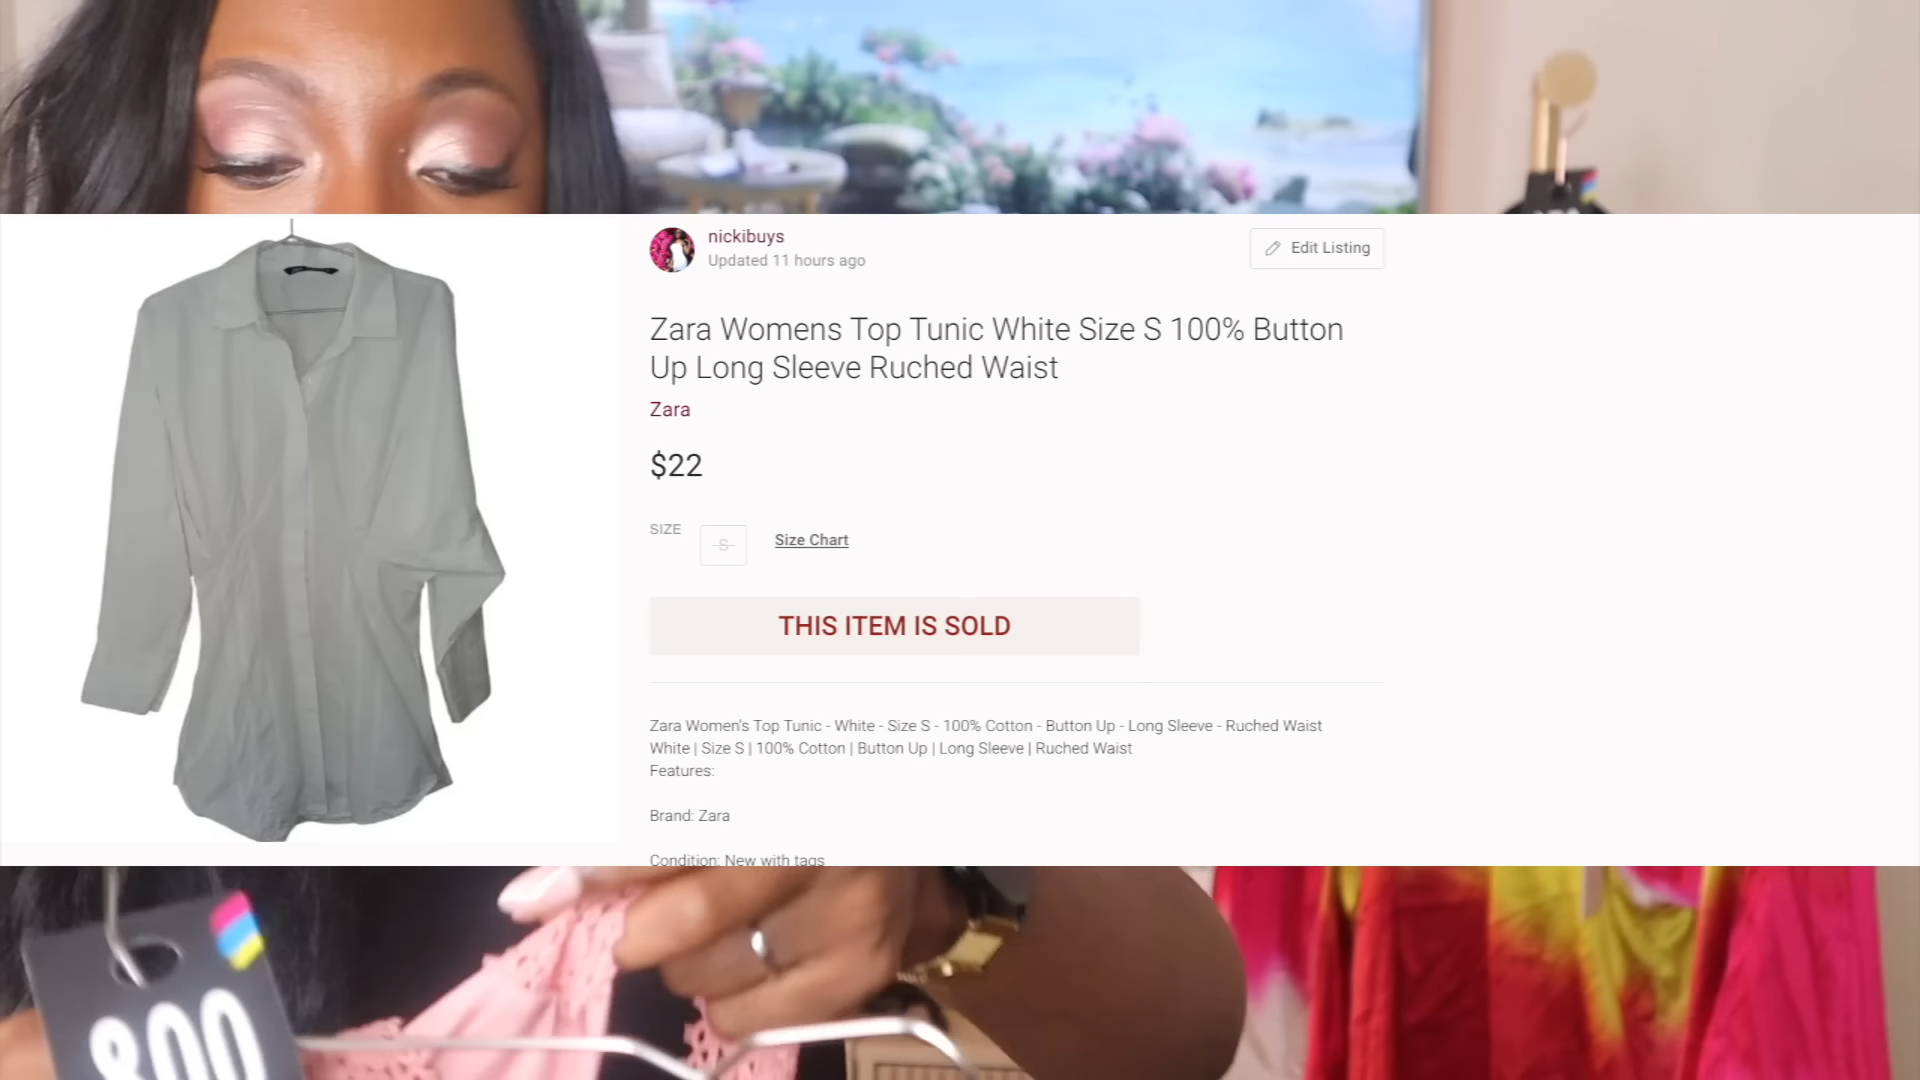 nickibuys
Updated 11 hours ago
Edit Listing
Zara Womens Top Tunic White Size S 100% Button
Up Long Sleeve Ruched Waist
Zara
$22
SIZE
S
Size Chart
THIS ITEM IS SOLD
Zara Women's Top Tunic - White - Size S - 100% Cotton - Button Up - Long Sleeve - Ruched Waist
White | Size S | 100% Cotton | Button Up | Long Sleeve | Ruched Waist
Features:
Brand: Zara
Condition: New with tags
800